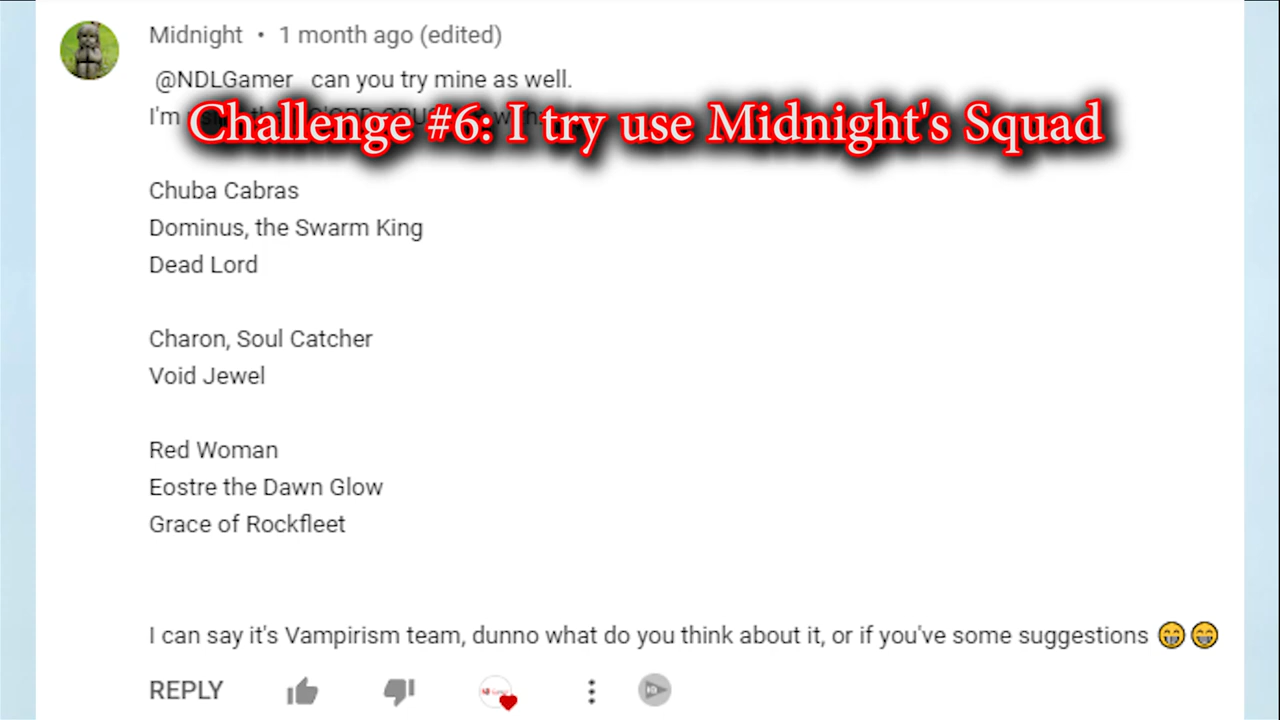 Midnight • 1 month ago (edited)
@NDLGamer can you try mine as well.
I'm
Challenge #6: I try use Midnight's Squad
Chuba Cabras
Dominus, the Swarm King
Dead Lord
Charon, Soul Catcher
Void Jewel
Red Woman
Eostre the Dawn Glow
Grace of Rockfleet
I can say it's Vampirism team, dunno what do you think about it, or if you've some suggestions 😁😁
REPLY